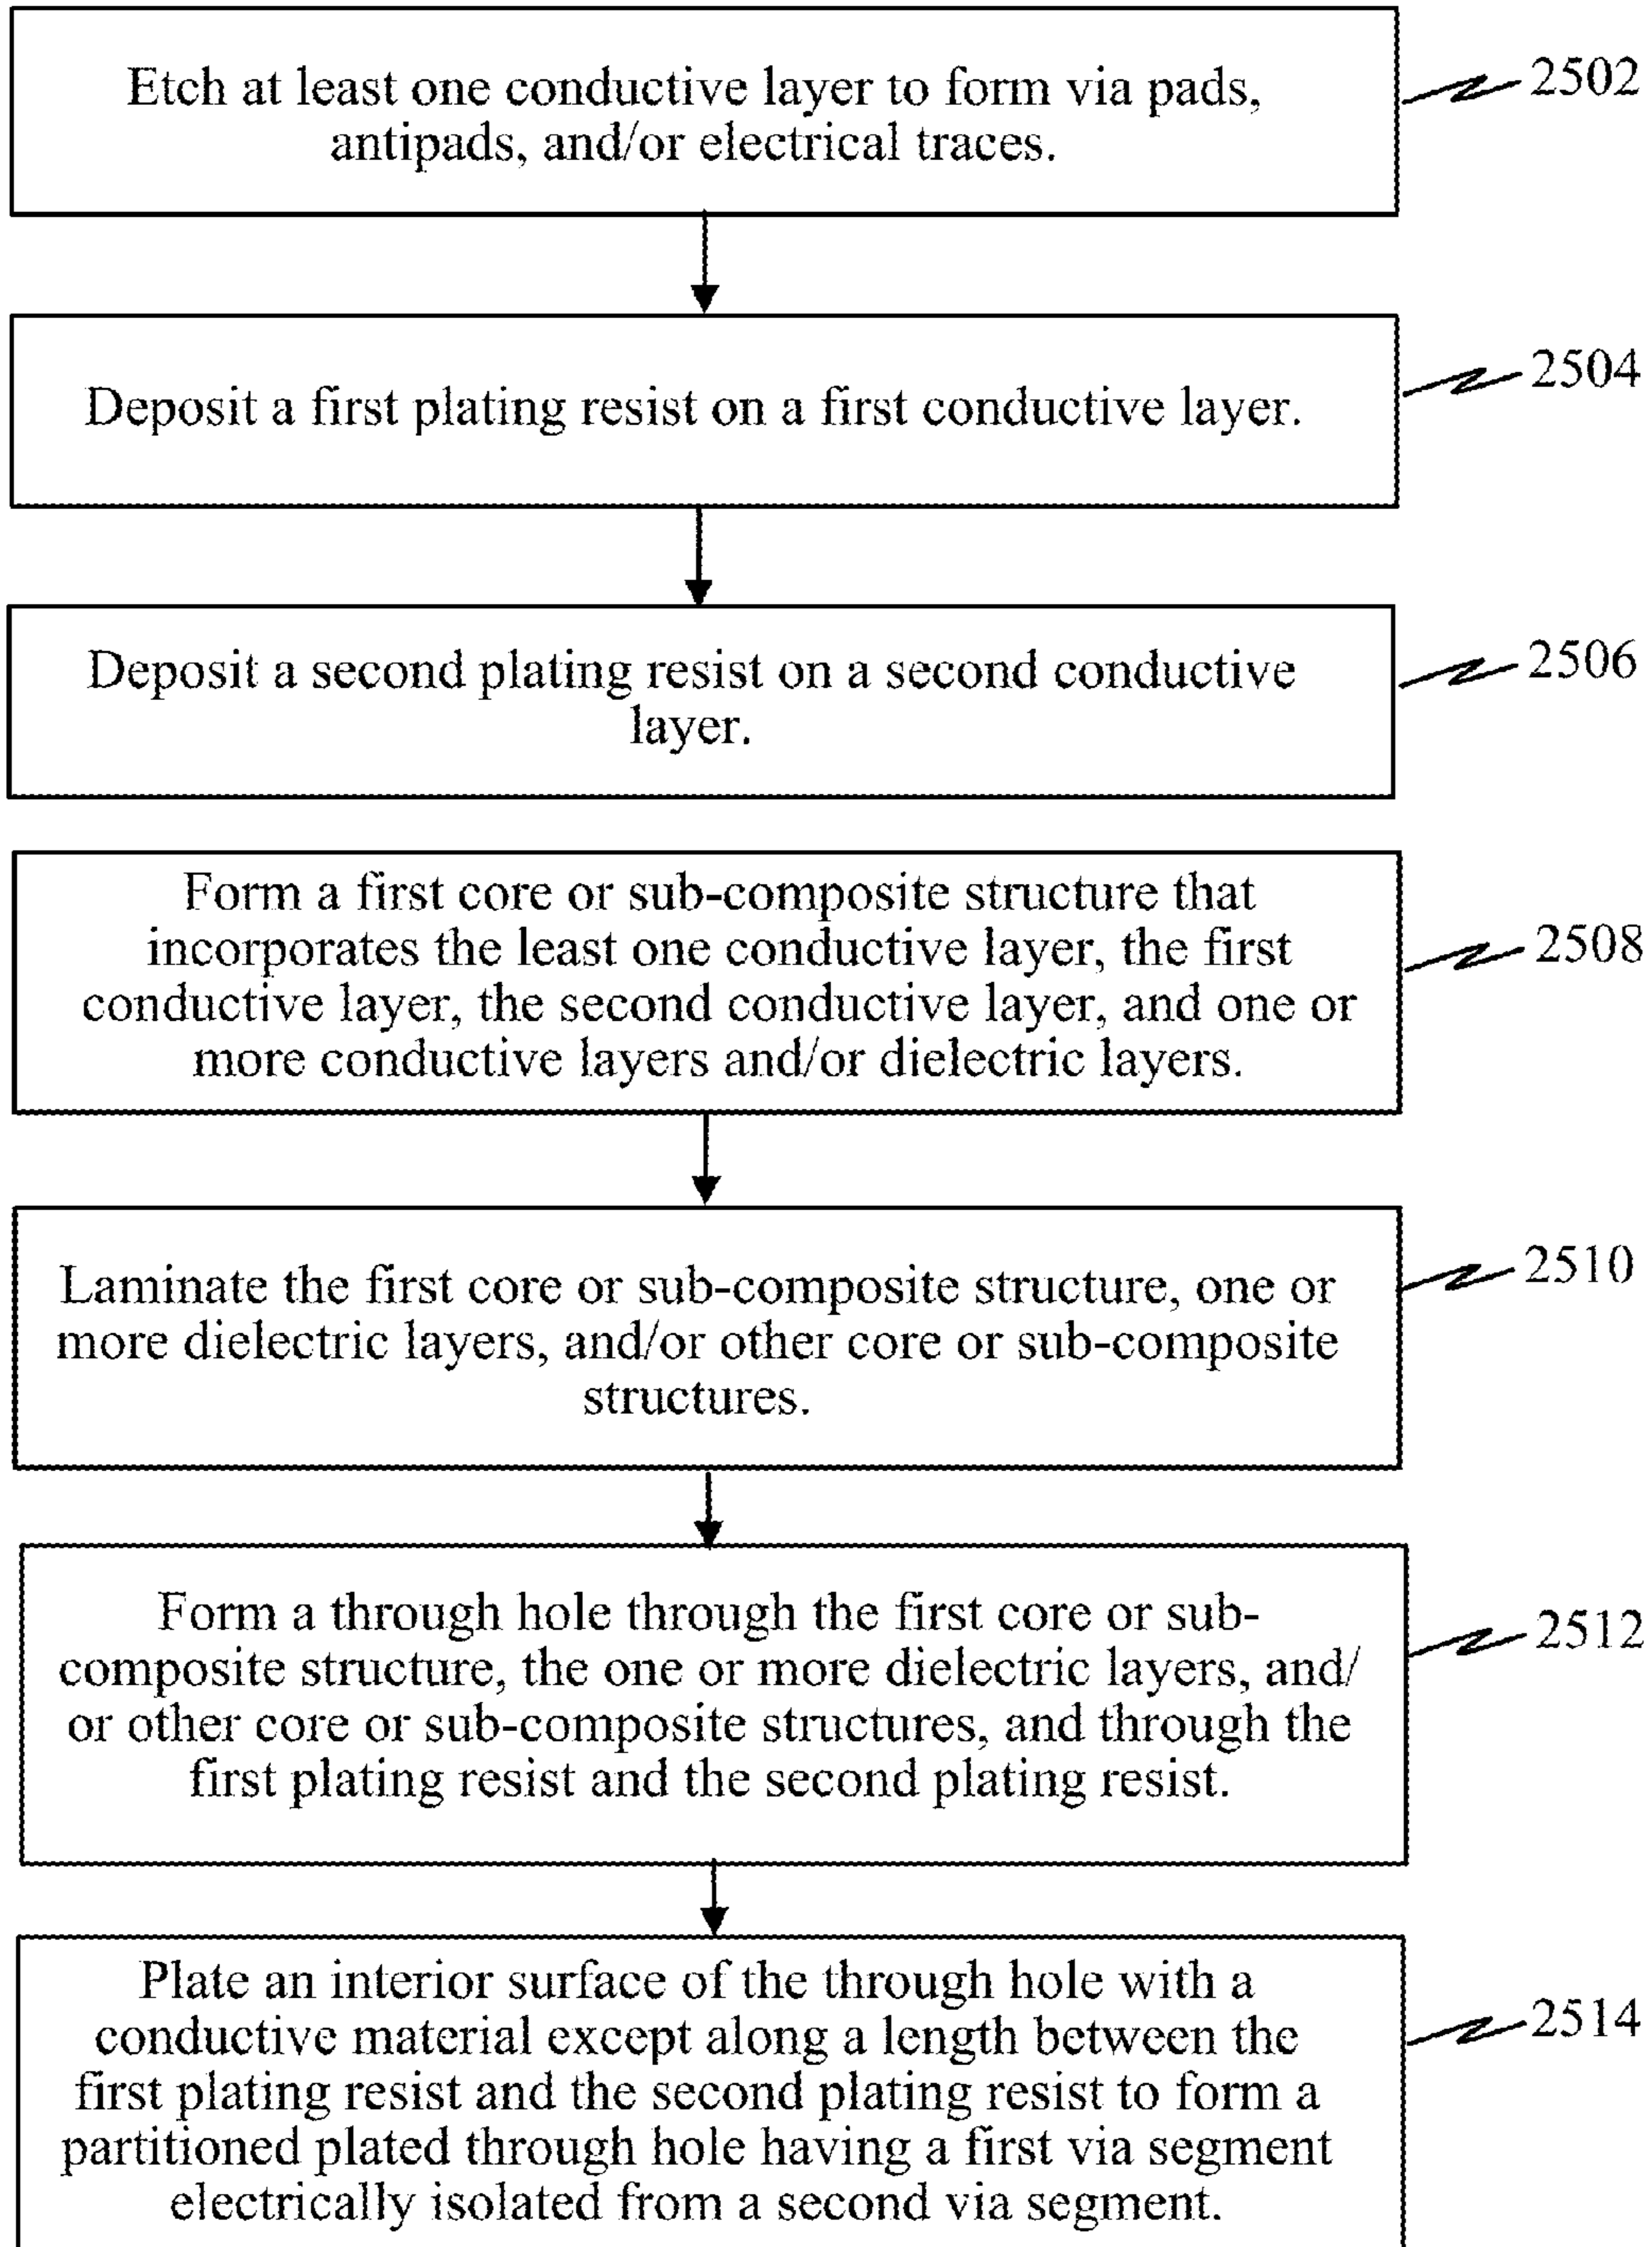 Etch at least one conductive layer to form via pads,
antipads, and/or electrical traces.
2502
Deposit a first plating resist on a first conductive layer.
2504
Deposit a second plating resist on a second conductive
layer.
2506
Form a first core or sub-composite structure that
incorporates the least one conductive layer, the first
conductive layer, the second conductive layer, and one or
more conductive layers and/or dielectric layers.
2508
Laminate the first core or sub-composite structure, one or
more dielectric layers, and/or other core or sub-composite
structures.
2510
Form a through hole through the first core or sub-
composite structure, the one or more dielectric layers, and/
or other core or sub-composite structures, and through the
first plating resist and the second plating resist.
2512
Plate an interior surface of the through hole with a
conductive material except along a length between the
first plating resist and the second plating resist to form a
partitioned plated through hole having a first via segment
electrically isolated from a second via segment.
2514